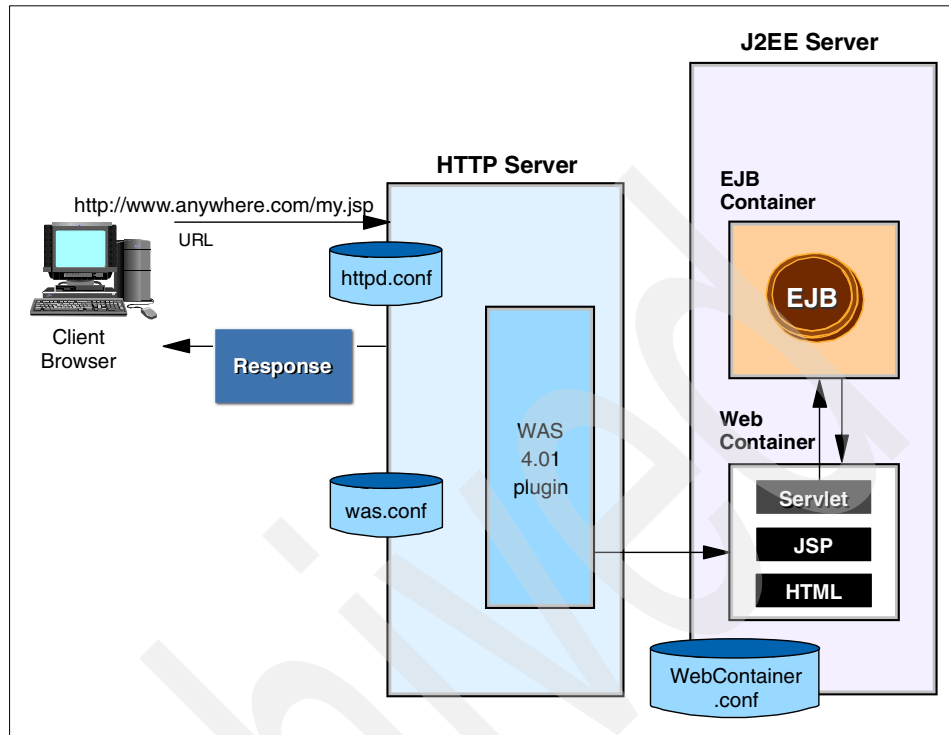 J2EE Server
HTTP Server
EJB
Container
http://www.anywhere.com/my.jsp
URL
httpd.conf
EJB
Client
Browser
Response
WAS
4.01
plugin
Web
Container
was.conf
Servlet
JSP
HTML
WebContainer
.conf
hived